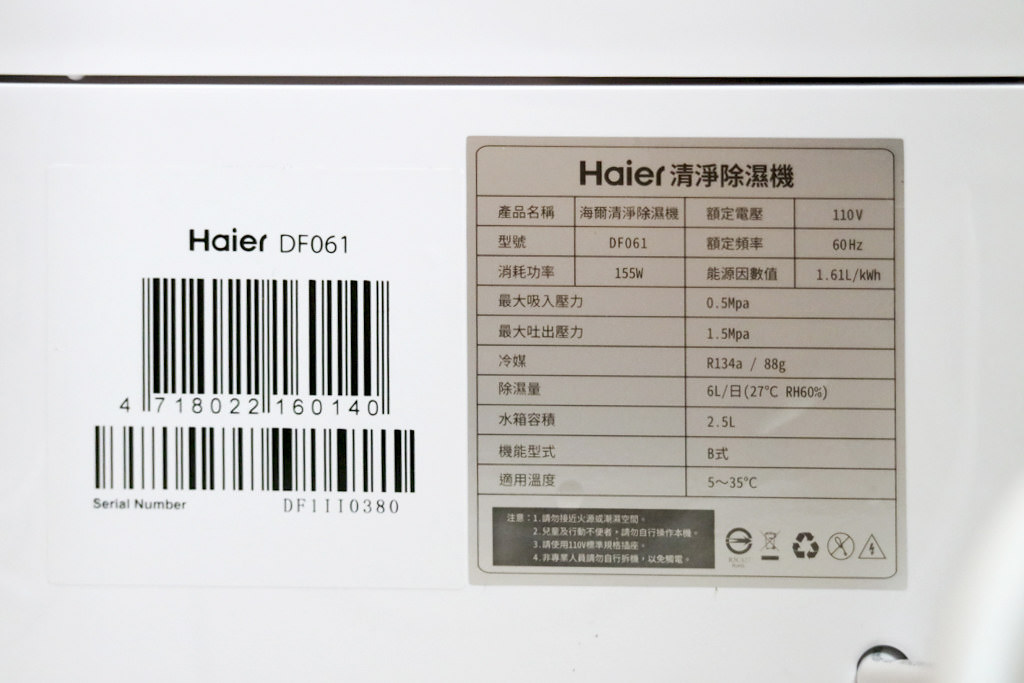 Haier DF061
4 718022 160140
Serial Number DF1II0380
Haier 清淨除濕機
產品名稱 海爾清淨除濕機 額定電壓 110V
型號 DF061 額定頻率 60Hz
消耗功率 155W 能源因數值 1.61L/kWh
最大吸入壓力 0.5Mpa
最大吐出壓力 1.5Mpa
冷媒 R134a / 88g
除濕量 6L/日(27°C RH60%)
水箱容積 2.5L
機能型式 B式
適用溫度 5～35°C
注意：1.請勿接近火源或潮濕空間。
2.兒童及行動不便者，請勿自行操作本機。
3.請使用110V標準規格插座。
4.非專業人員請勿自行拆機，以免觸電。